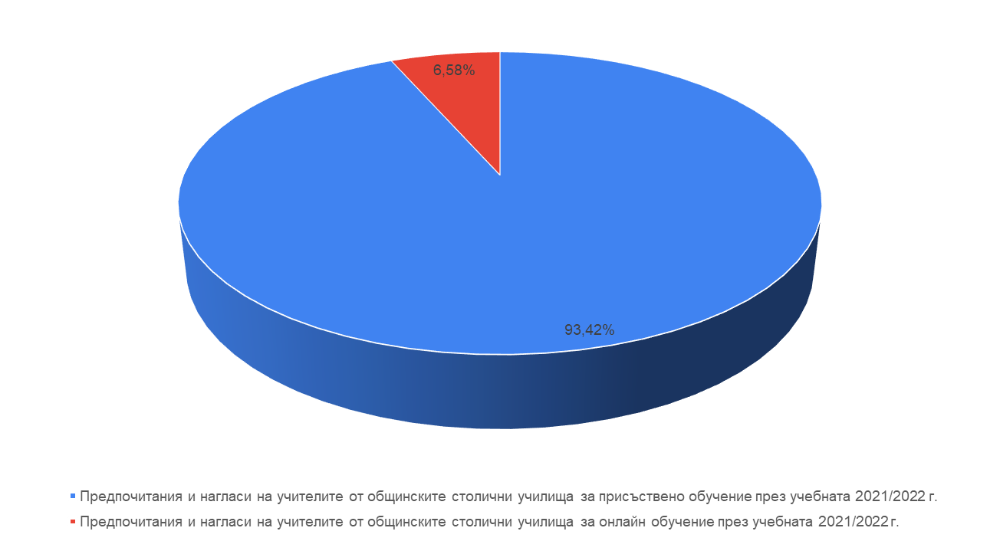 6,58%
93,42%
Предпочитания и нагласи на учителите от общинските столични училища за присъствено обучение през учебната 2021/2022 г.
Предпочитания и нагласи на учителите от общинските столични училища за онлайн обучение през учебната 2021/2022 г.